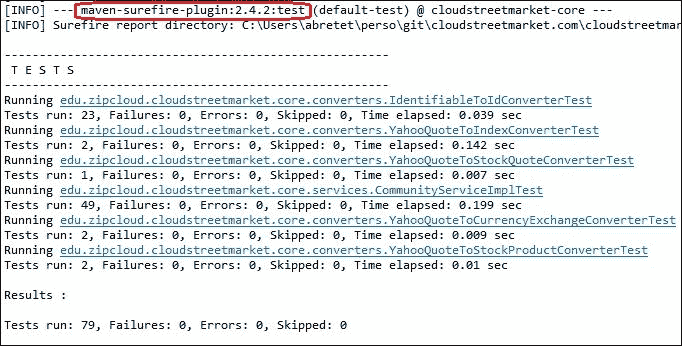 [INFO] --- maven-surefire-plugin:2.4.2:test (default-test) @ cloudstreetmarket-core ---
[INFO] Surefire report directory: C:\Users\abretet\perso\git\cloudstreetmarket.com\cloudstreetmar
-------------------------------------------------------
T E S T S
-------------------------------------------------------
Running edu.zipcloud.cloudstreetmarket.core.converters.IdentifiableToIdConverterTest
Tests run: 23, Failures: 0, Errors: 0, Skipped: 0, Time elapsed: 0.039 sec
Running edu.zipcloud.cloudstreetmarket.core.converters.YahooQuoteToIndexConverterTest
Tests run: 2, Failures: 0, Errors: 0, Skipped: 0, Time elapsed: 0.142 sec
Running edu.zipcloud.cloudstreetmarket.core.converters.YahooQuoteToStockQuoteConverterTest
Tests run: 1, Failures: 0, Errors: 0, Skipped: 0, Time elapsed: 0.007 sec
Running edu.zipcloud.cloudstreetmarket.core.services.CommunityServiceImplTest
Tests run: 49, Failures: 0, Errors: 0, Skipped: 0, Time elapsed: 0.199 sec
Running edu.zipcloud.cloudstreetmarket.core.converters.YahooQuoteToCurrencyExchangeConverterTest
Tests run: 2, Failures: 0, Errors: 0, Skipped: 0, Time elapsed: 0.009 sec
Running edu.zipcloud.cloudstreetmarket.core.converters.YahooQuoteToStockProductConverterTest
Tests run: 2, Failures: 0, Errors: 0, Skipped: 0, Time elapsed: 0.01 sec
Results :
Tests run: 79, Failures: 0, Errors: 0, Skipped: 0